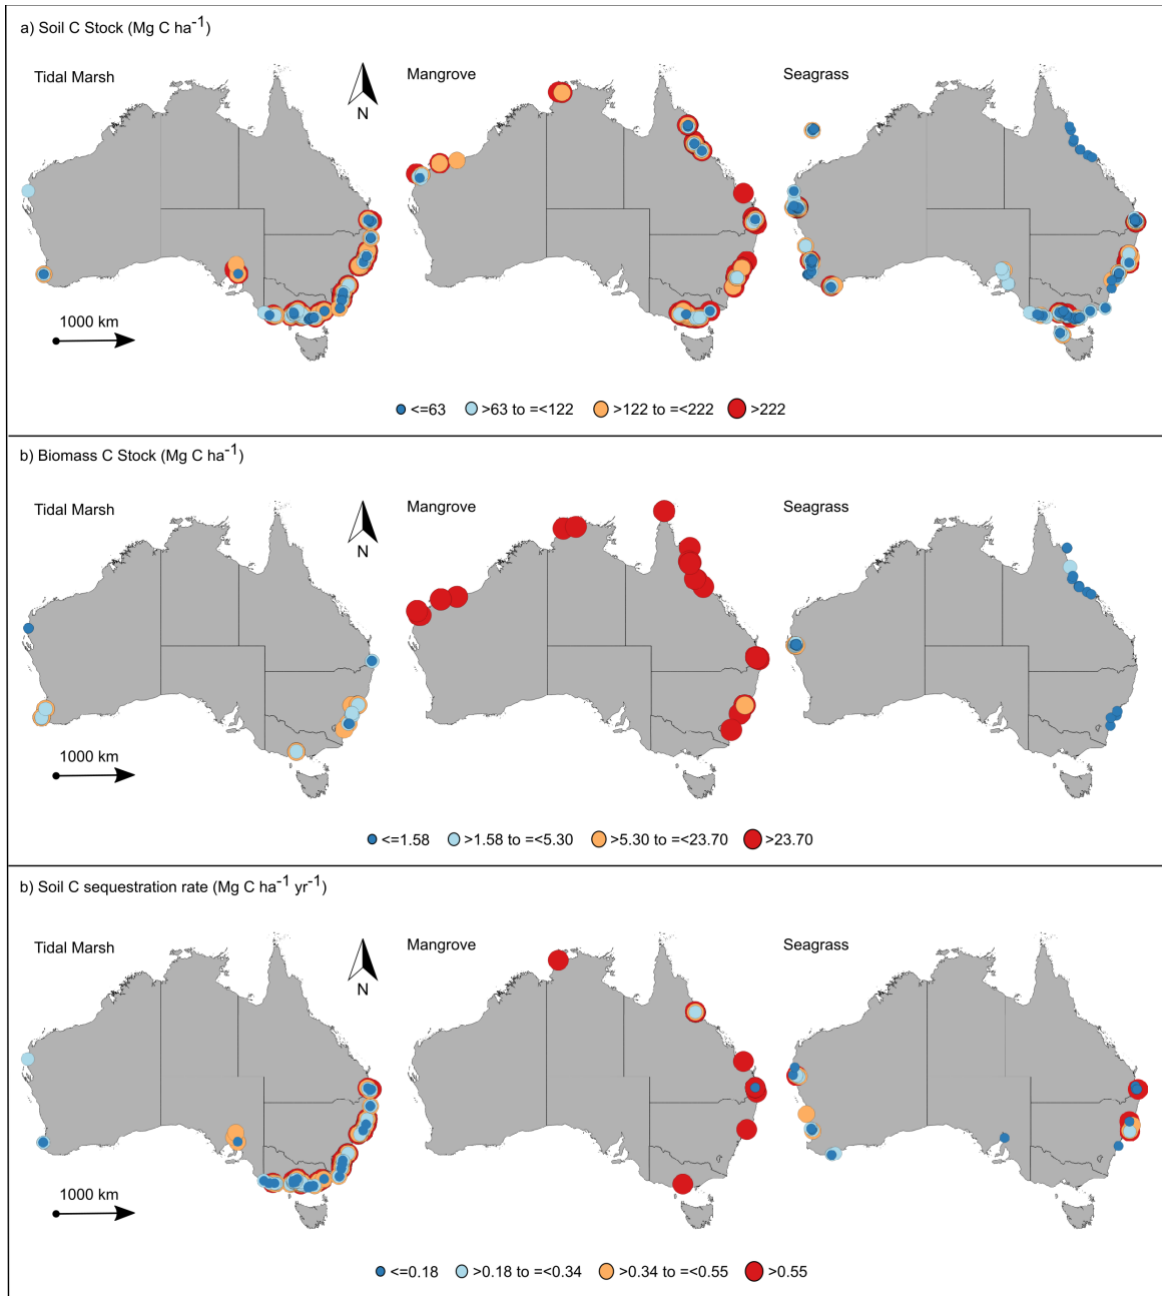 a) Soil C Stock (Mg C ha⁻¹)
Tidal Marsh
N
Mangrove
Seagrass
1000 km
<=63 >63 to =<122 >122 to =<222 >222
b) Biomass C Stock (Mg C ha⁻¹)
Tidal Marsh
N
Mangrove
Seagrass
1000 km
<=1.58 >1.58 to =<5.30 >5.30 to =<23.70 >23.70
b) Soil C sequestration rate (Mg C ha⁻¹ yr⁻¹)
Tidal Marsh
N
Mangrove
Seagrass
1000 km
<=0.18 >0.18 to =<0.34 >0.34 to =<0.55 >0.55